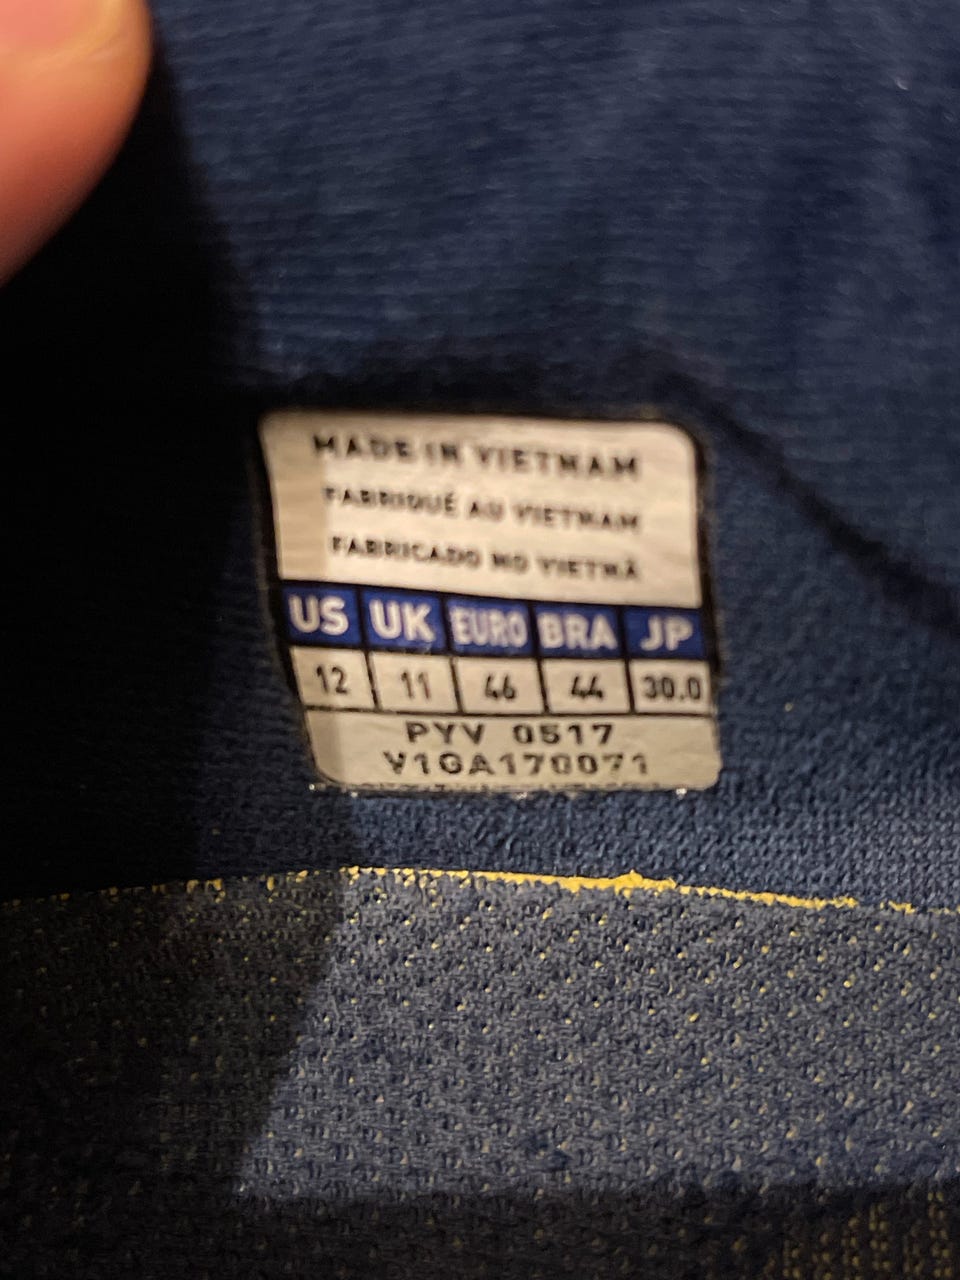 MADE IN VIETNAM
FABRIQUÉ AU VIETNAM
FABRICADO NO VIETNÃ
US UK EURO BRA JP
12 11 46 44 30.0
PYV 0517
V1GA170071